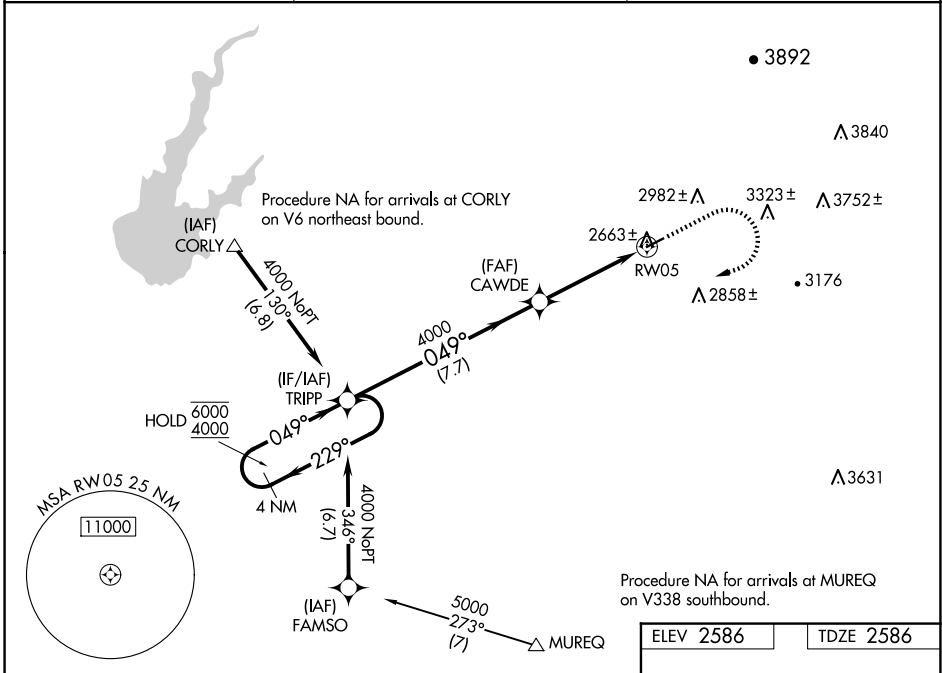 3892
3840
Procedure NA for arrivals at CORLY
on V6 northeast bound.
2982±
3323±
3752±
(IAF)
CORLY
2663±
RW05
4000 NoPT
130°
(6.8)
(FAF)
CAWDE
3176
2858±
4000
049°
(7.7)
(IF/IAF)
TRIPP
HOLD
6000
4000
049°
229°
4 NM
3631
MSA RW05 25 NM
11000
4000 NoPT
346°
(6.7)
(IAF)
FAMSO
5000
273°
(7)
MUREQ
Procedure NA for arrivals at MUREQ
on V338 southbound.
ELEV 2586
TDZE 2586